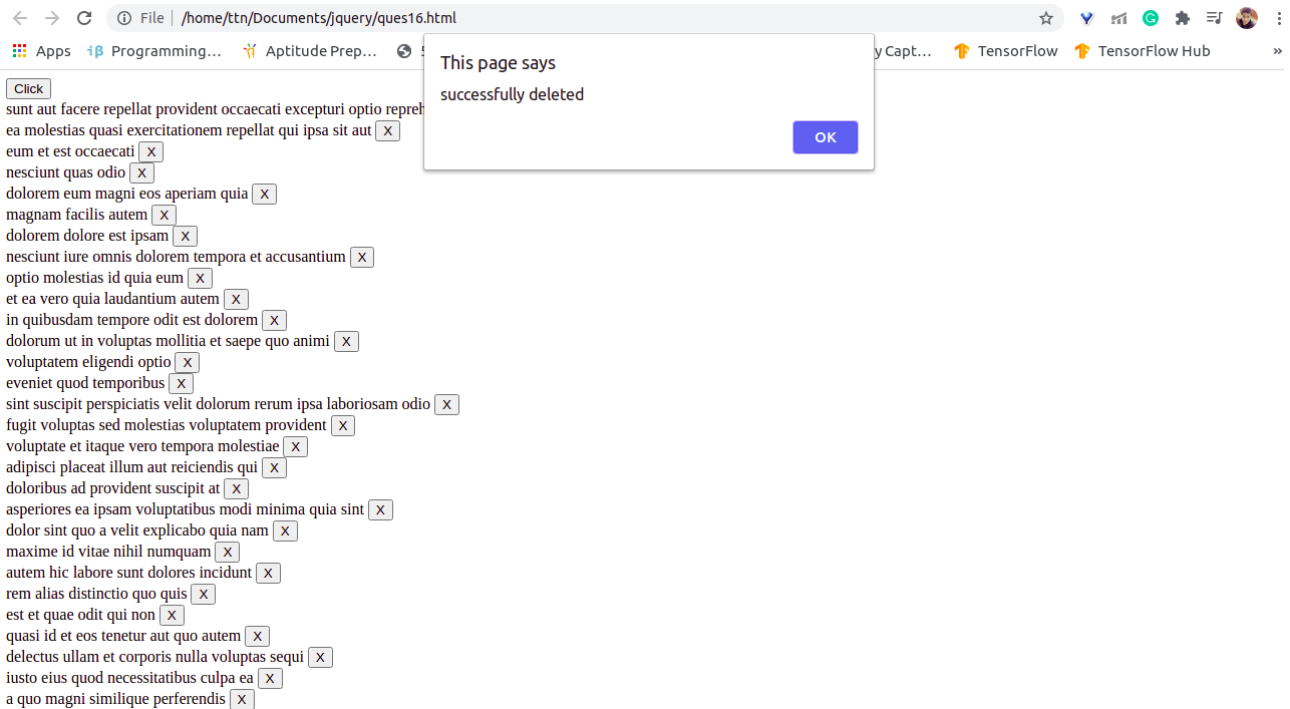 File /home/ttn/Documents/jquery/ques16.html
Apps Programming... Aptitude Prep... Capt... TensorFlow TensorFlow Hub »
This page says
successfully deleted
OK
Click
sunt aut facere repellat provident occaecati excepturi optio
ea molestias quasi exercitationem repellat qui ipsa sit aut X
eum et est occaecati X
nesciunt quas odio X
dolorem eum magni eos aperiam quia X
magnam facilis autem X
dolorem dolore est ipsam X
nesciunt iure omnis dolorem tempora et accusantium X
optio molestias id quia eum X
et ea vero quia laudantium autem X
in quibusdam tempore odit est dolorem X
dolorum ut in voluptas mollitia et saepe quo animi X
voluptatem eligendi optio X
eveniet quod temporibus X
sint suscipit perspiciatis velit dolorum rerum ipsa laboriosam odio X
fugit voluptas sed molestias voluptatem provident X
voluptate et itaque vero tempora molestiae X
adipisci placeat illum aut reiciendis qui X
doloribus ad provident suscipit at X
asperiores ea ipsam voluptatibus modi minima quia sint X
dolor sint quo a velit explicabo quia nam X
maxime id vitae nihil numquam X
autem hic labore sunt dolores incidunt X
rem alias distinctio quo quis X
est et quae odit qui non X
quasi id et eos tenetur aut quo autem X
delectus ullam et corporis nulla voluptas sequi X
iusto eius quod necessitatibus culpa ea X
a quo magni similique perferendis X